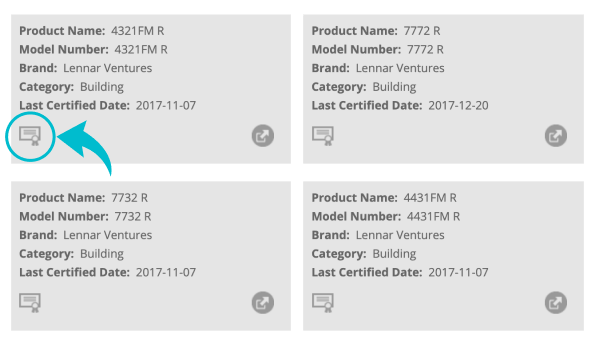 Product Name: 4321FM R
Model Number: 4321FM R
Brand: Lennar Ventures
Category: Building
Last Certified Date: 2017-11-07
Product Name: 7772 R
Model Number: 7772 R
Brand: Lennar Ventures
Category: Building
Last Certified Date: 2017-12-20
Product Name: 7732 R
Model Number: 7732 R
Brand: Lennar Ventures
Category: Building
Last Certified Date: 2017-11-07
Product Name: 4431FM R
Model Number: 4431FM R
Brand: Lennar Ventures
Category: Building
Last Certified Date: 2017-11-07